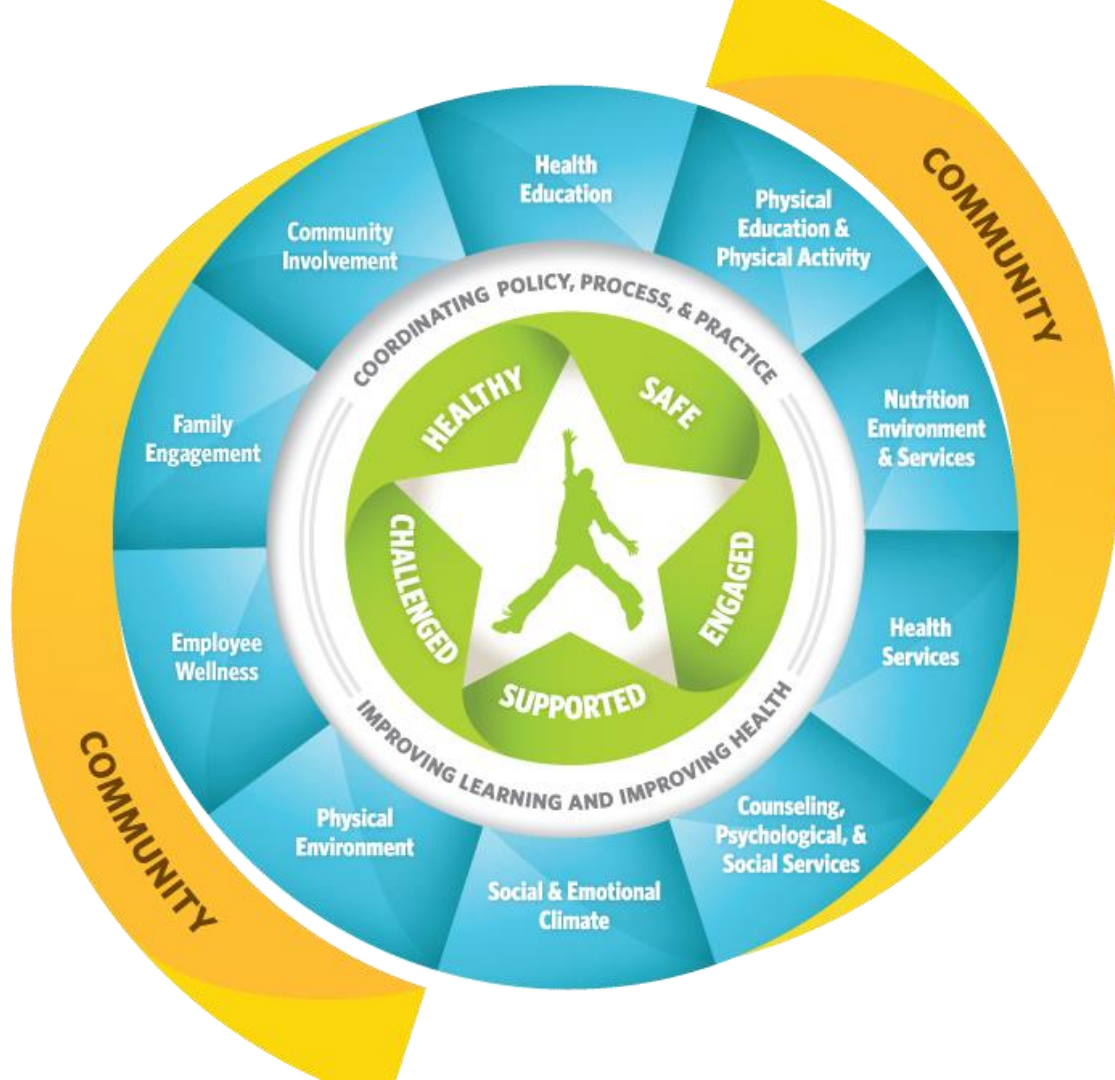 COMMUNITY
Health
Education
Physical
Education &
Physical Activity
Nutrition
Environment
& Services
Health
Services
Counseling,
Psychological, &
Social Services
Social & Emotional
Climate
Physical
Environment
Employee
Wellness
Family
Engagement
Community
Involvement
COORDINATING POLICY, PROCESS, & PRACTICE
IMPROVING LEARNING AND IMPROVING HEALTH
HEALTHY
SAFE
ENGAGED
SUPPORTED
CHALLENGED
COMMUNITY